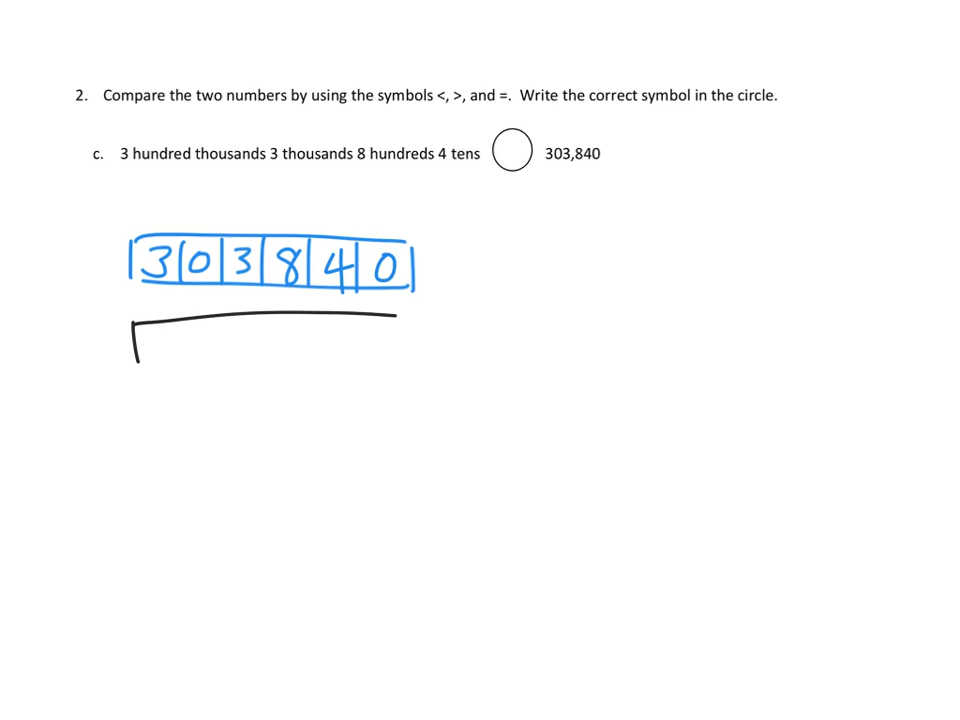 2. Compare the two numbers by using the symbols <, >, and =. Write the correct symbol in the circle.
c. 3 hundred thousands 3 thousands 8 hundreds 4 tens 303,840
3 0 3 8 4 0